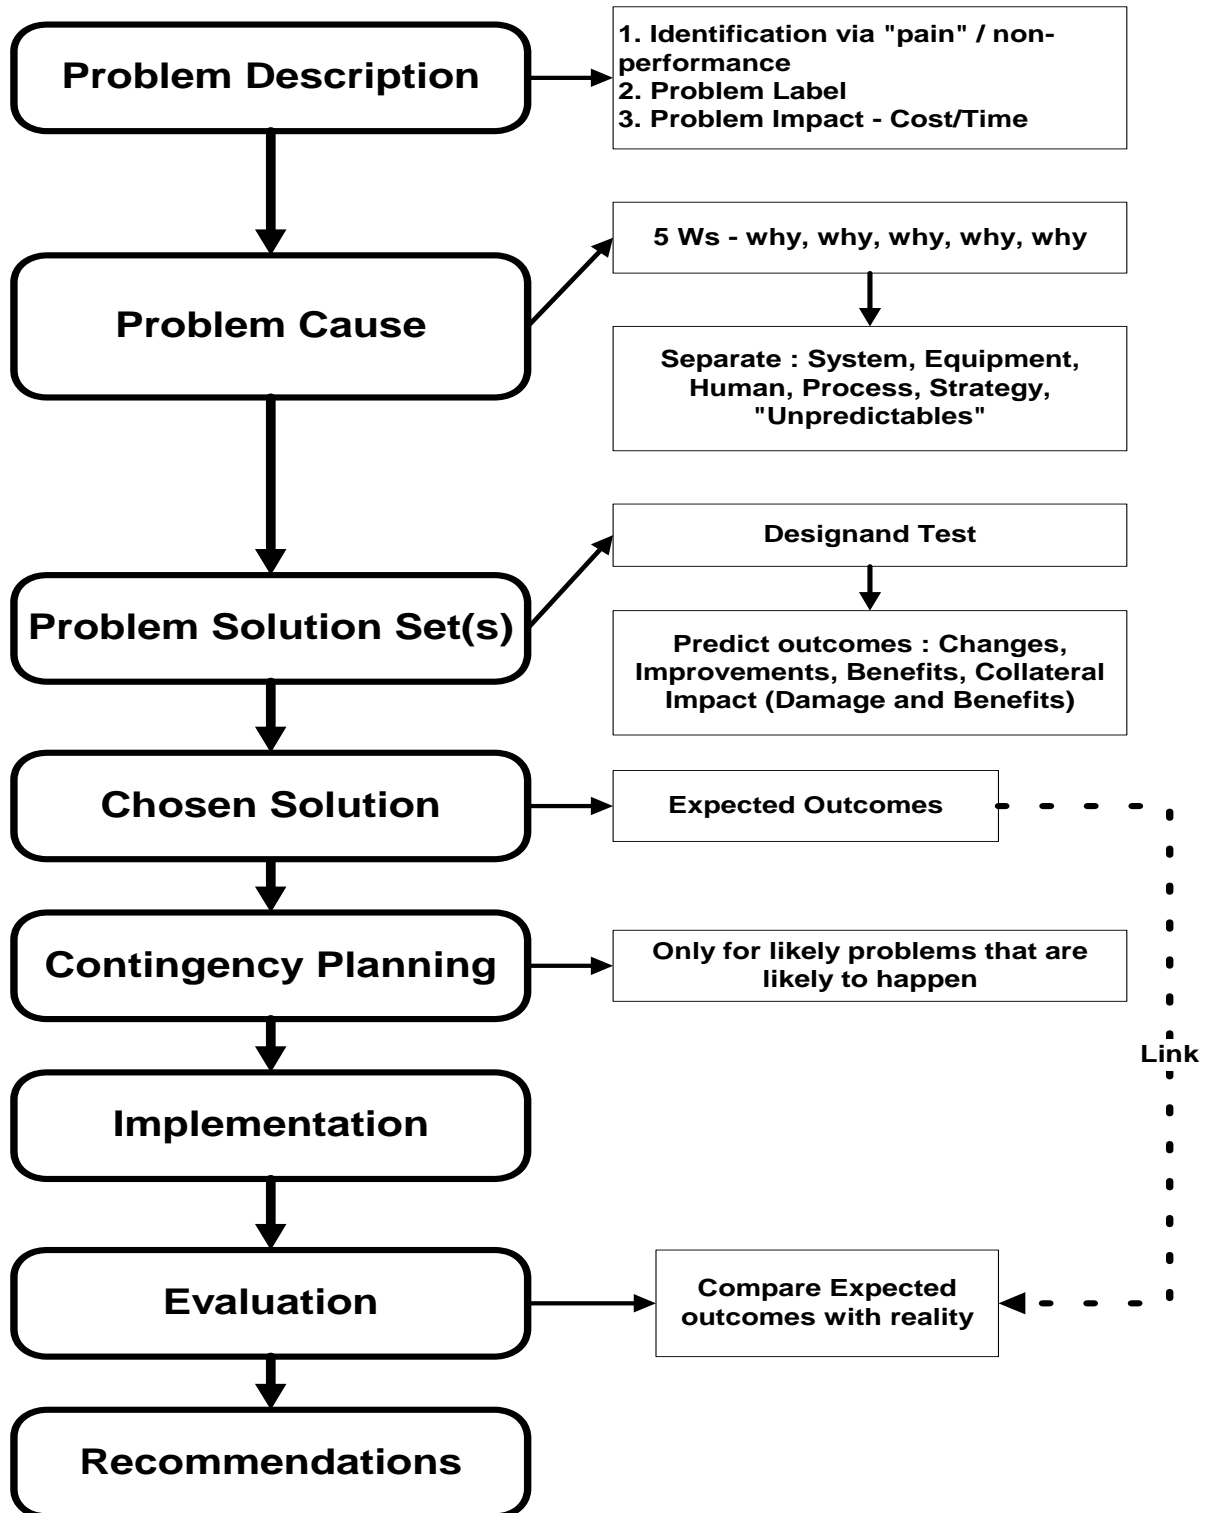 Problem Description
1. Identification via "pain" / non-
performance
2. Problem Label
3. Problem Impact - Cost/Time
Problem Cause
5 Ws - why, why, why, why, why
Separate : System, Equipment,
Human, Process, Strategy,
"Unpredictables"
Problem Solution Set(s)
Designand Test
Predict outcomes : Changes,
Improvements, Benefits, Collateral
Impact (Damage and Benefits)
Chosen Solution
Expected Outcomes
Contingency Planning
Only for likely problems that are
likely to happen
Link
Implementation
Evaluation
Compare Expected
outcomes with reality
Recommendations